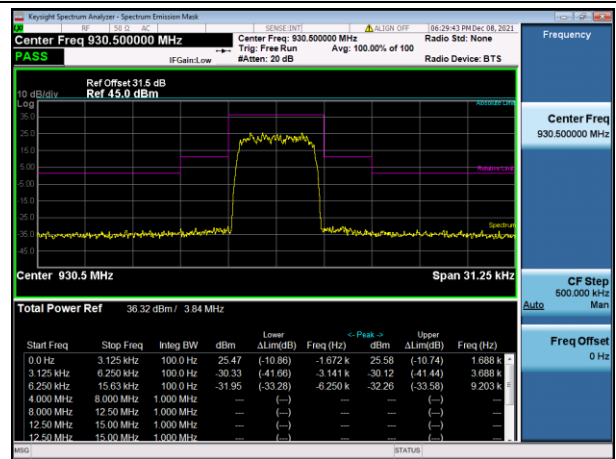 Keysight Spectrum Analyzer - Spectrum Emission Mask
RF 50 Ω AC SENSE:INT ALIGN OFF 06:29:43 PM Dec 08, 2021
Center Freq 930.500000 MHz Center Freq: 930.500000 MHz Radio Std: None
Trig: Free Run Avg: 100.00% of 100
PASS IFGain:Low #Atten: 20 dB Radio Device: BTS
Frequency
Ref Offset 31.5 dB
10 dB/div Ref 45.0 dBm
Log Absolute Limit
35.0
25.0
15.0
5.00
Relative Limit
-5.00
-15.0
-25.0
Spectrum
-35.0
-45.0
Center 930.5 MHz Span 31.25 kHz
Center Freq
930.500000 MHz
CF Step
500.000 kHz
Auto Man
Freq Offset
0 Hz
Total Power Ref 36.32 dBm / 3.84 MHz
Lower <- Peak -> Upper
Start Freq Stop Freq Integ BW dBm ΔLim(dB) Freq (Hz) dBm ΔLim(dB) Freq (Hz)
0.0 Hz 3.125 kHz 100.0 Hz 25.47 (-10.86) -1.672 k 25.58 (-10.74) 1.688 k
3.125 kHz 6.250 kHz 100.0 Hz -30.33 (-41.66) -3.141 k -30.12 (-41.44) 3.688 k
6.250 kHz 15.63 kHz 100.0 Hz -31.95 (-33.28) -6.250 k -32.26 (-33.58) 9.203 k
4.000 MHz 8.000 MHz 1.000 MHz --- (---) --- --- (---) ---
8.000 MHz 12.50 MHz 1.000 MHz --- (---) --- --- (---) ---
12.50 MHz 15.00 MHz 1.000 MHz --- (---) --- --- (---) ---
12.50 MHz 15.00 MHz 1.000 MHz --- (---) --- --- (---) ---
MSG STATUS